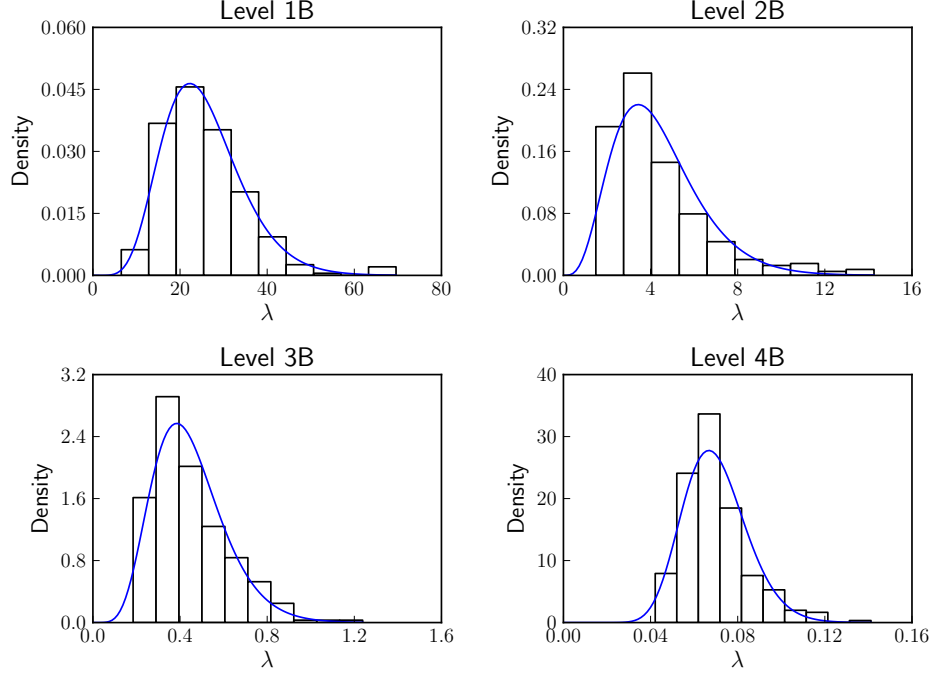 Level 1B
0.060
0.045
0.030
0.015
0.000
Density
0 20 40 60 80
λ
Level 2B
0.32
0.24
0.16
0.08
0.00
Density
0 4 8 12 16
λ
Level 3B
3.2
2.4
1.6
0.8
0.0
Density
0.0 0.4 0.8 1.2 1.6
λ
Level 4B
40
30
20
10
0
Density
0.00 0.04 0.08 0.12 0.16
λ